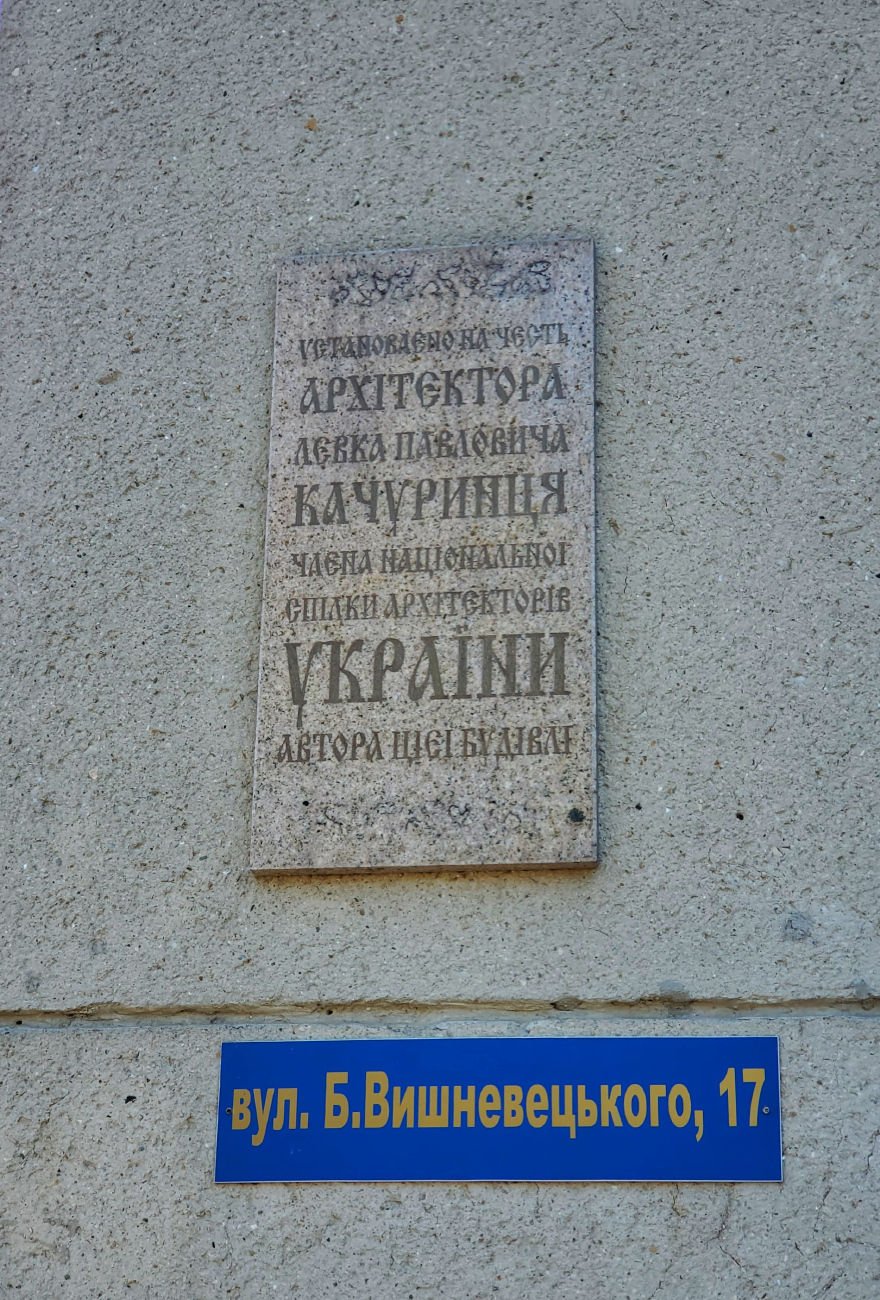 УСТАНОВЛЕНО НА ЧЕСТЬ
АРХІТЕКТОРА
ЛЕВКА ПАВЛОВИЧА
КАЧУРИНЦЯ
ЧЛЕНА НАЦІОНАЛЬНОЇ
СПІЛКИ АРХІТЕКТОРІВ
УКРАЇНИ
АВТОРА ЦІЄЇ БУДІВЛІ
вул. Б.Вишневецького, 17